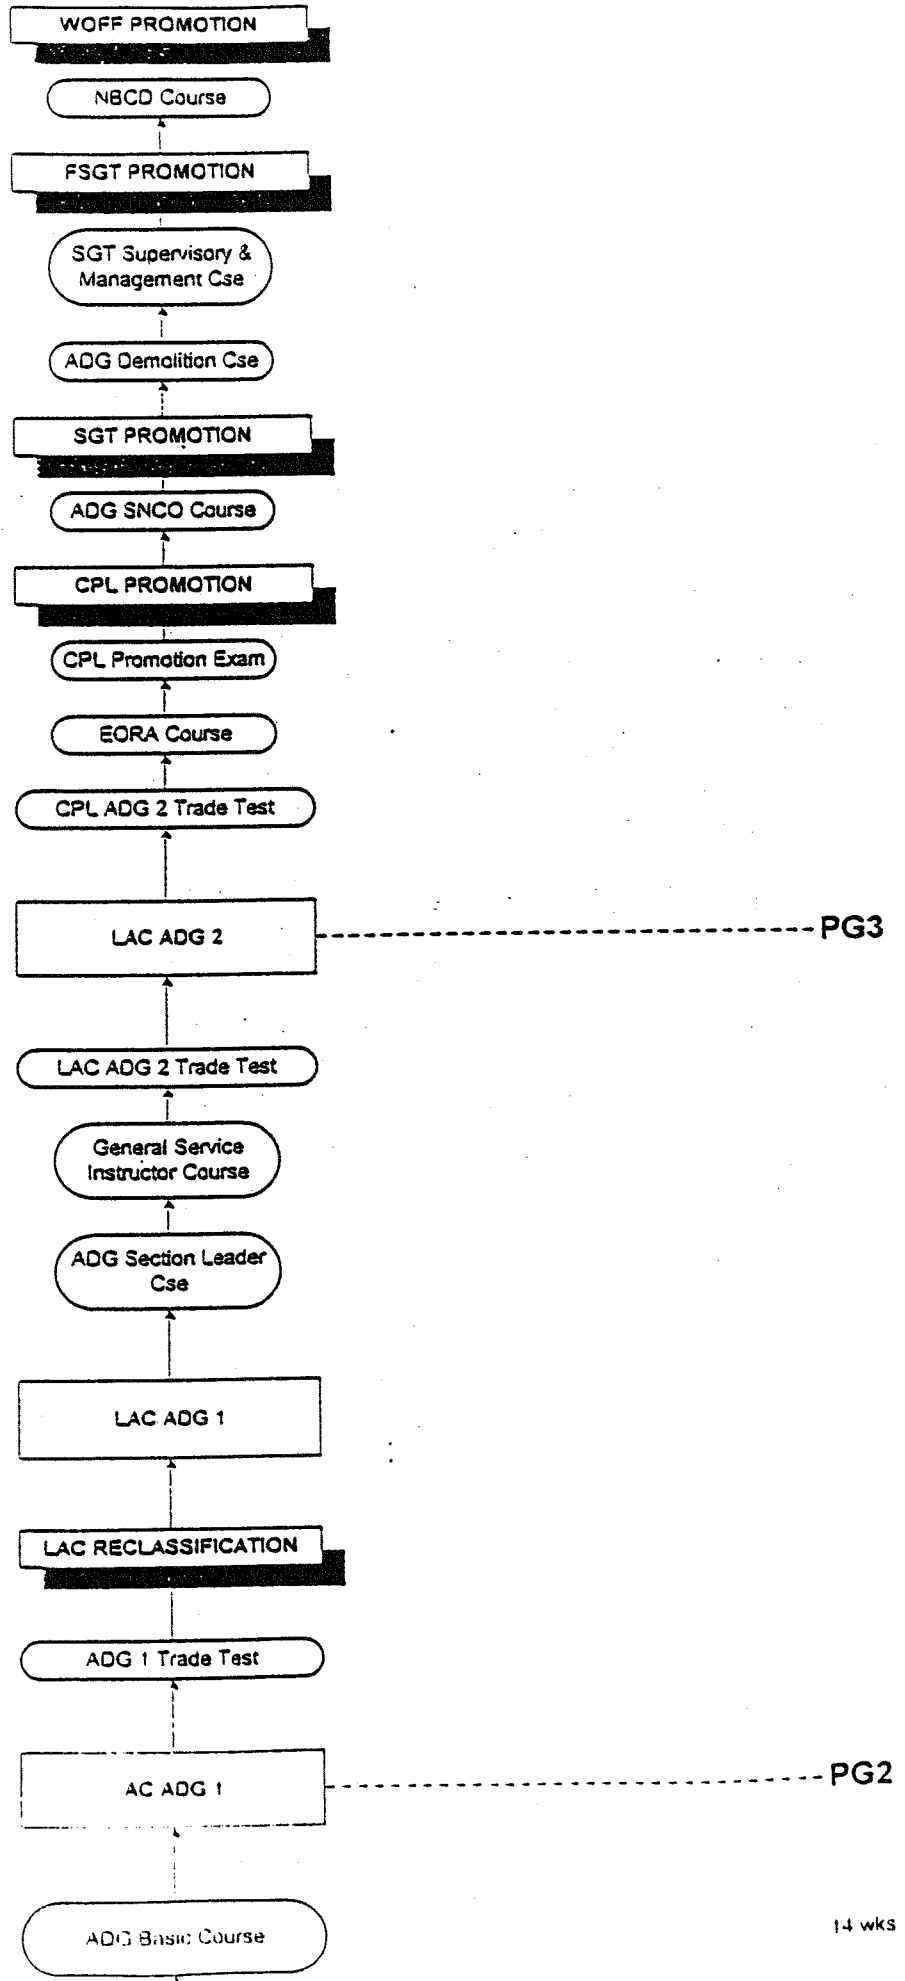 WOFF PROMOTION
NBCD Course
FSGT PROMOTION
SGT Supervisory &
Management Cse
ADG Demolition Cse
SGT PROMOTION
ADG SNCO Course
CPL PROMOTION
CPL Promotion Exam
EORA Course
CPL ADG 2 Trade Test
LAC ADG 2
PG3
LAC ADG 2 Trade Test
General Service
Instructor Course
ADG Section Leader
Cse
LAC ADG 1
LAC RECLASSIFICATION
ADG 1 Trade Test
AC ADG 1
PG2
ADG Basic Course
14 wks